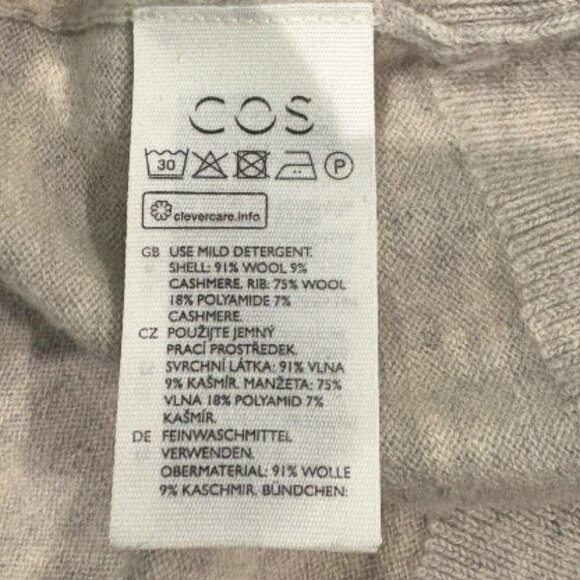 COS
30 P
clevercare.info
GB USE MILD DETERGENT.
SHELL: 91% WOOL 9%
CASHMERE. RIB: 75% WOOL
18% POLYAMIDE 7%
CASHMERE.
CZ POUŽIJTE JEMNÝ
PRACÍ PROSTŘEDEK.
SVRCHNÍ LÁTKA: 91% VLNA
9% KAŠMÍR. MANŽETA: 75%
VLNA 18% POLYAMID 7%
KAŠMÍR.
DE FEINWASCHMITTEL
VERWENDEN.
OBERMATERIAL: 91% WOLLE
9% KASCHMIR. BÜNDCHEN: